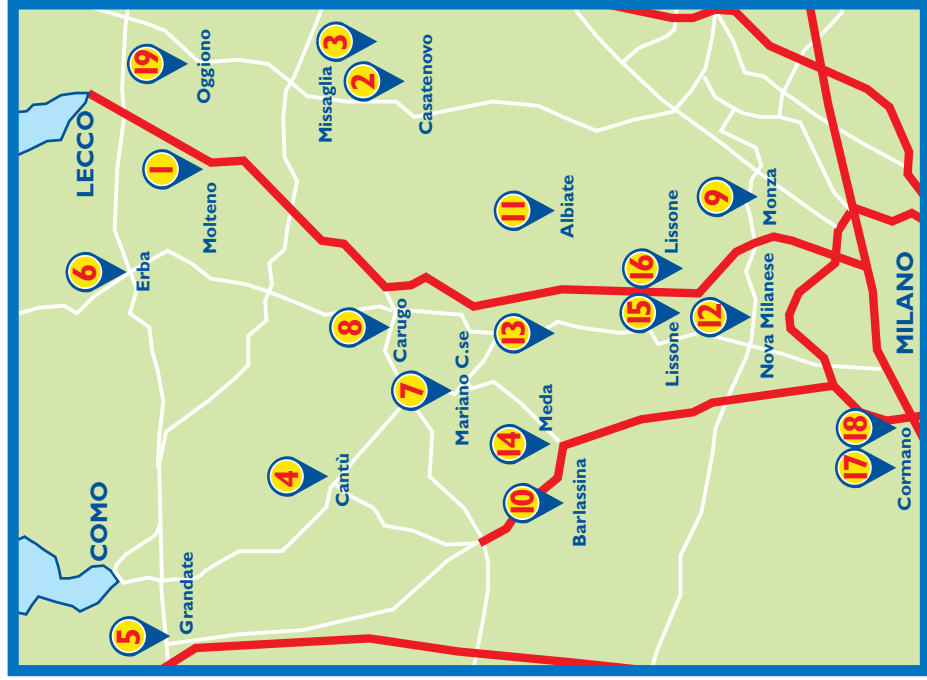 LECCO
COMO
19
Oggiono
1
Molteno
6
Erba
5
Grandate
3
Missaglia
2
Casatenovo
8
Carugo
7
Mariano C.se
4
Cantù
11
Albiate
13
14
Meda
10
Barlassina
16
Lissone
15
Lissone
9
Monza
12
Nova Milanese
MILANO
18
17
Cormano